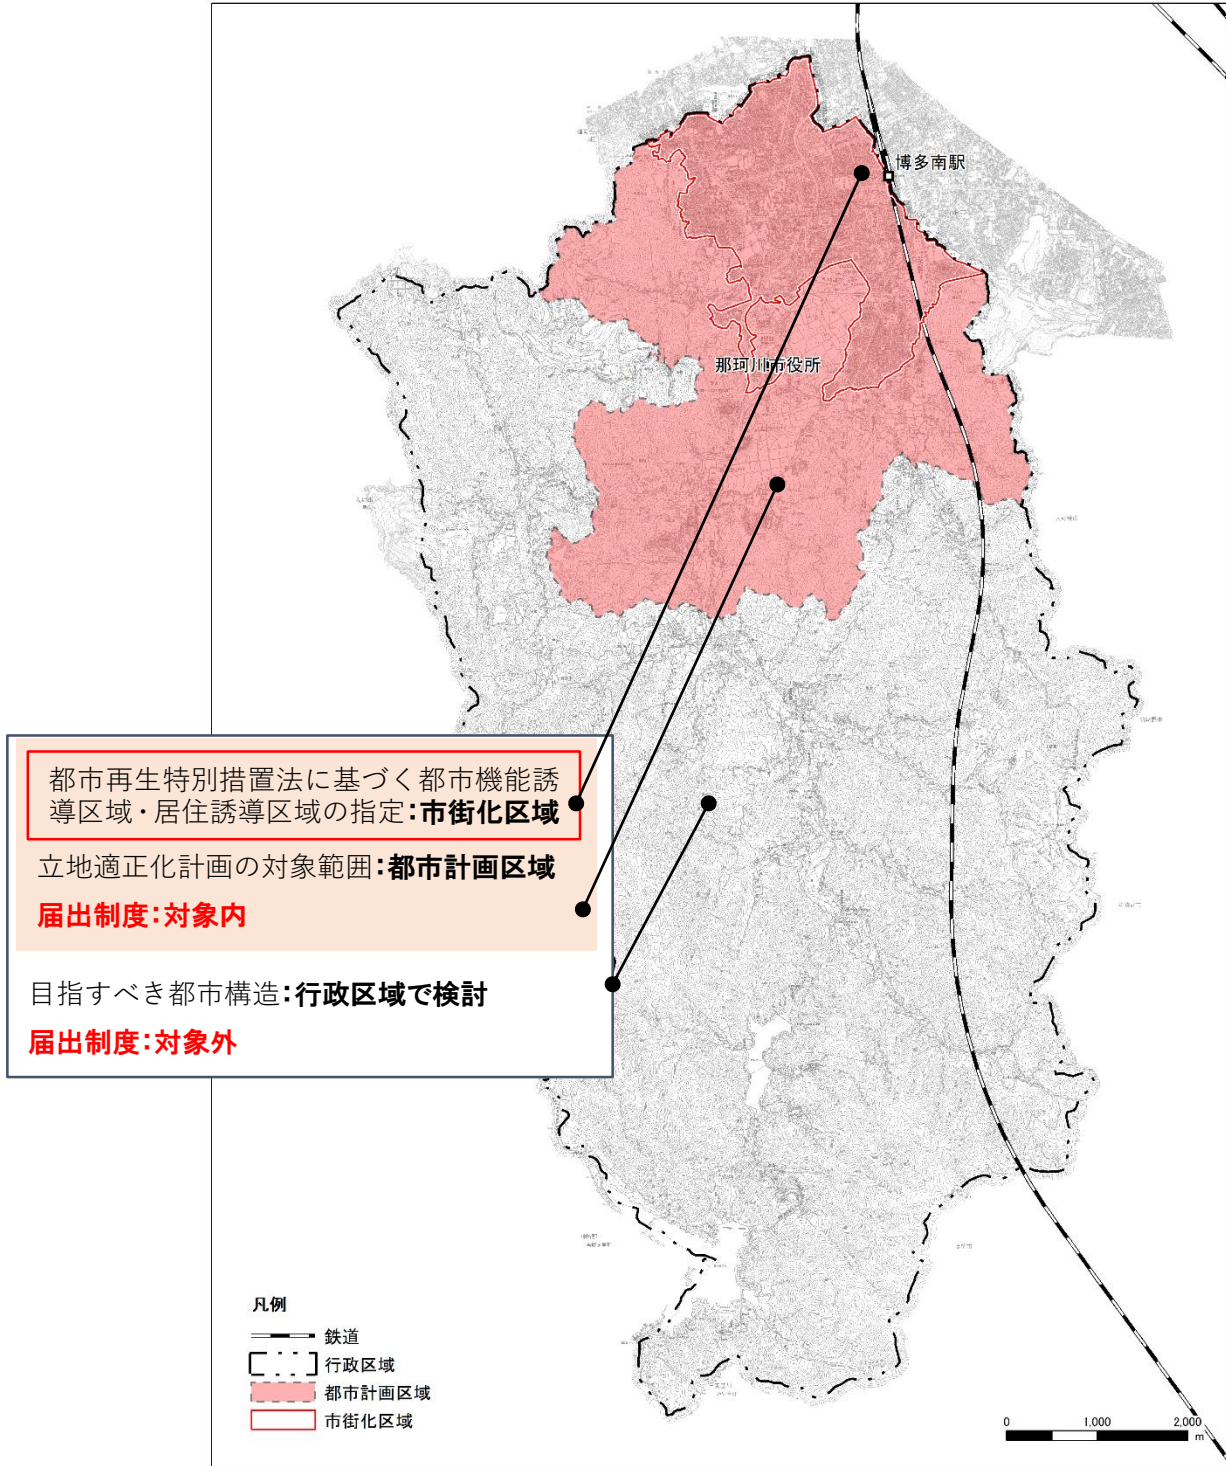 博多南駅
那珂川市役所
都市再生特別措置法に基づく都市機能誘
導区域・居住誘導区域の指定:市街化区域
立地適正化計画の対象範囲:都市計画区域
届出制度:対象内
目指すべき都市構造:行政区域で検討
届出制度:対象外
凡例
鉄道
行政区域
都市計画区域
市街化区域
0 1,000 2,000
m